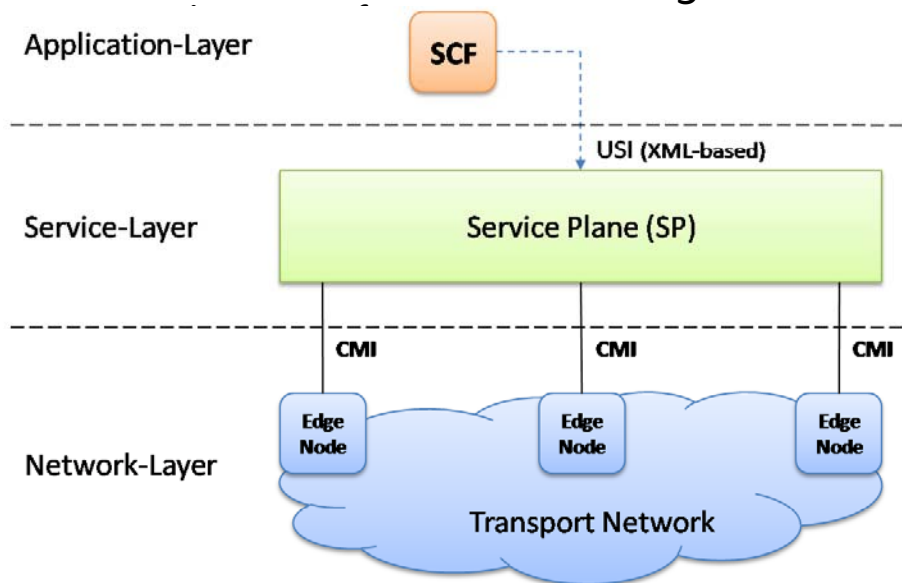 Application-Layer
SCF
USI (XML-based)
Service-Layer
Service Plane (SP)
CMI
CMI
CMI
Edge
Node
Edge
Node
Edge
Node
Network-Layer
Transport Network